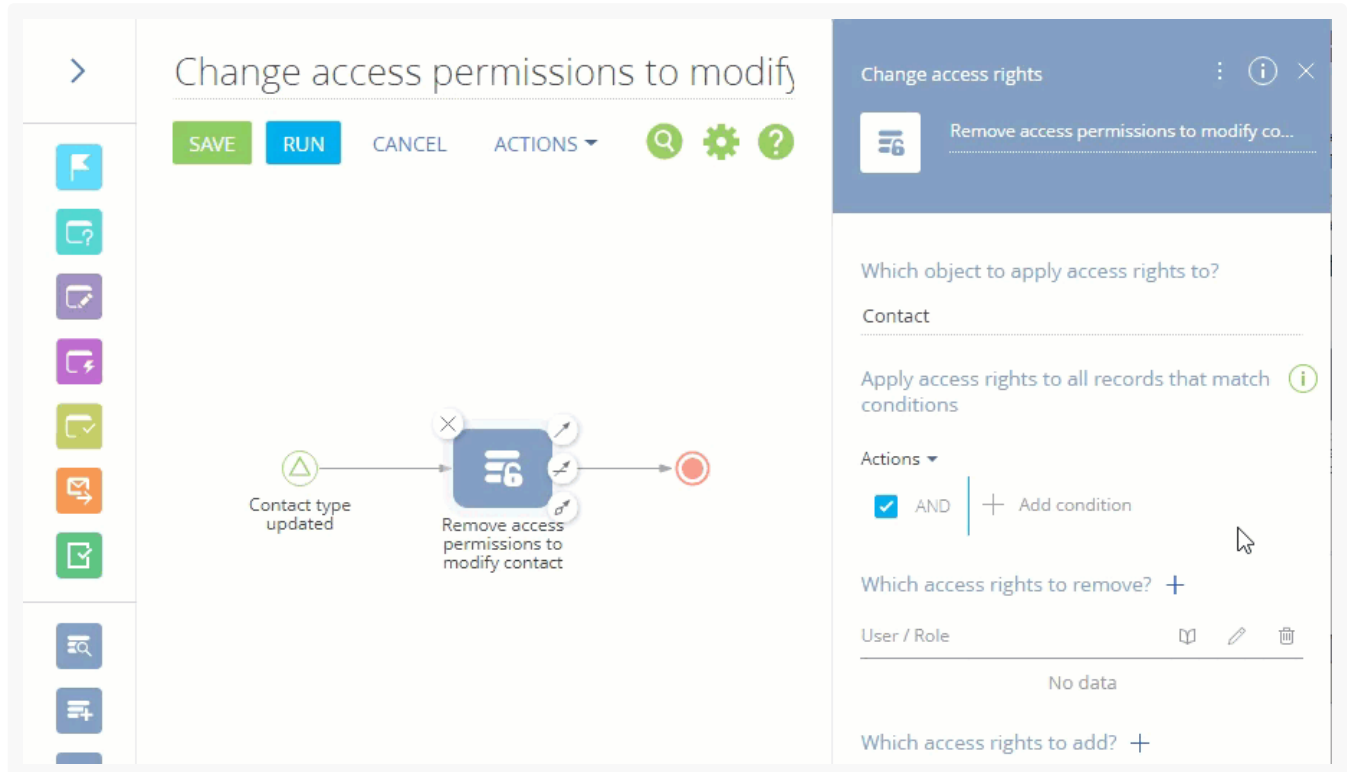 Change access permissions to modify
SAVE
RUN
CANCEL
ACTIONS
Contact type
updated
Remove access
permissions to
modify contact
Change access rights
Remove access permissions to modify co...
Which object to apply access rights to?
Contact
Apply access rights to all records that match
conditions
Actions
AND
Add condition
Which access rights to remove?
User / Role
No data
Which access rights to add?